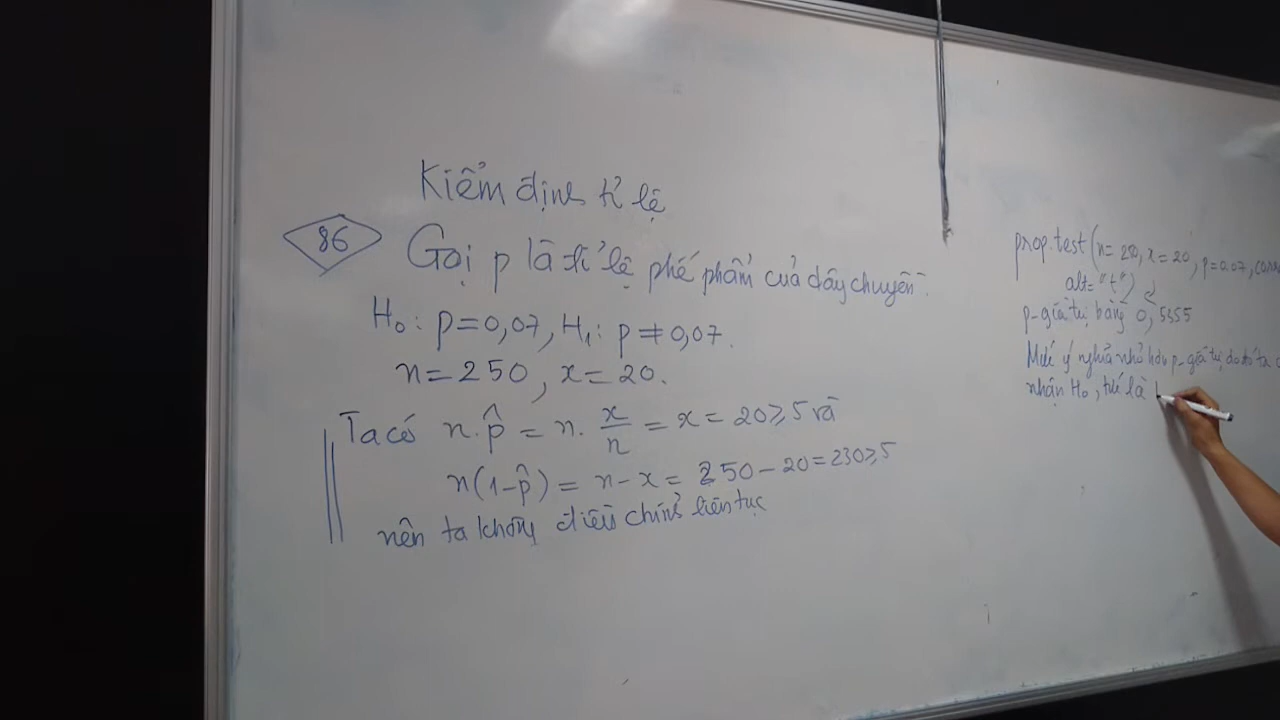 Kiểm định tỉ lệ
86
Gọi p là tỉ lệ phế phẩm của dây chuyền.
H₀: p=0,07, H₁: p≠0,07.
n=250, x=20.
Ta có n.p̂ = n. x/n = x = 20 ≥ 5 và
n(1-p̂) = n-x = 250-20=230≥5
nên ta không điều chỉnh liên tục
prop.test(n=250, x=20, p=0.07, corre
alt="t")
p-giá trị bằng 0,5355
Mức ý nghĩa nhỏ hơn p-giá trị do đó ta
nhận H₀, tức là